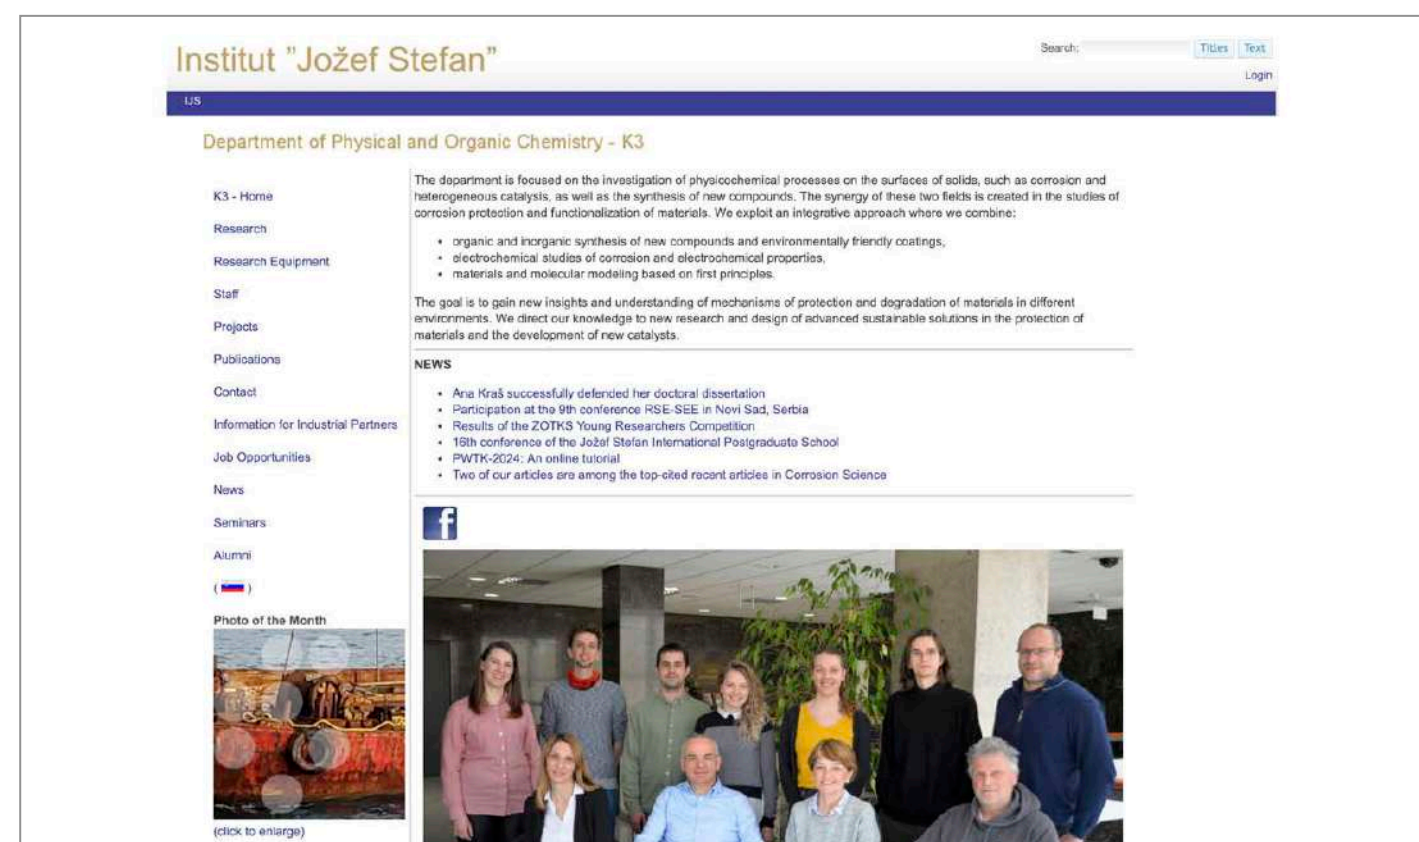 Institut "Jožef Stefan"
Search:
Titles
Text
Login
IJS
Department of Physical and Organic Chemistry - K3
K3 - Home
Research
Research Equipment
Staff
Projects
Publications
Contact
Information for Industrial Partners
Job Opportunities
News
Seminars
Alumni
( )
Photo of the Month
(click to enlarge)
The department is focused on the investigation of physicochemical processes on the surfaces of solids, such as corrosion and
heterogeneous catalysis, as well as the synthesis of new compounds. The synergy of these two fields is created in the studies of
corrosion protection and functionalization of materials. We exploit an integrative approach where we combine:
• organic and inorganic synthesis of new compounds and environmentally friendly coatings,
• electrochemical studies of corrosion and electrochemical properties,
• materials and molecular modeling based on first principles.
The goal is to gain new insights and understanding of mechanisms of protection and degradation of materials in different
environments. We direct our knowledge to new research and design of advanced sustainable solutions in the protection of
materials and the development of new catalysts.
NEWS
• Ana Kraš successfully defended her doctoral dissertation
• Participation at the 9th conference RSE-SEE in Novi Sad, Serbia
• Results of the ZOTKS Young Researchers Competition
• 16th conference of the Jožef Stefan International Postgraduate School
• PWTK-2024: An online tutorial
• Two of our articles are among the top-cited recent articles in Corrosion Science
f